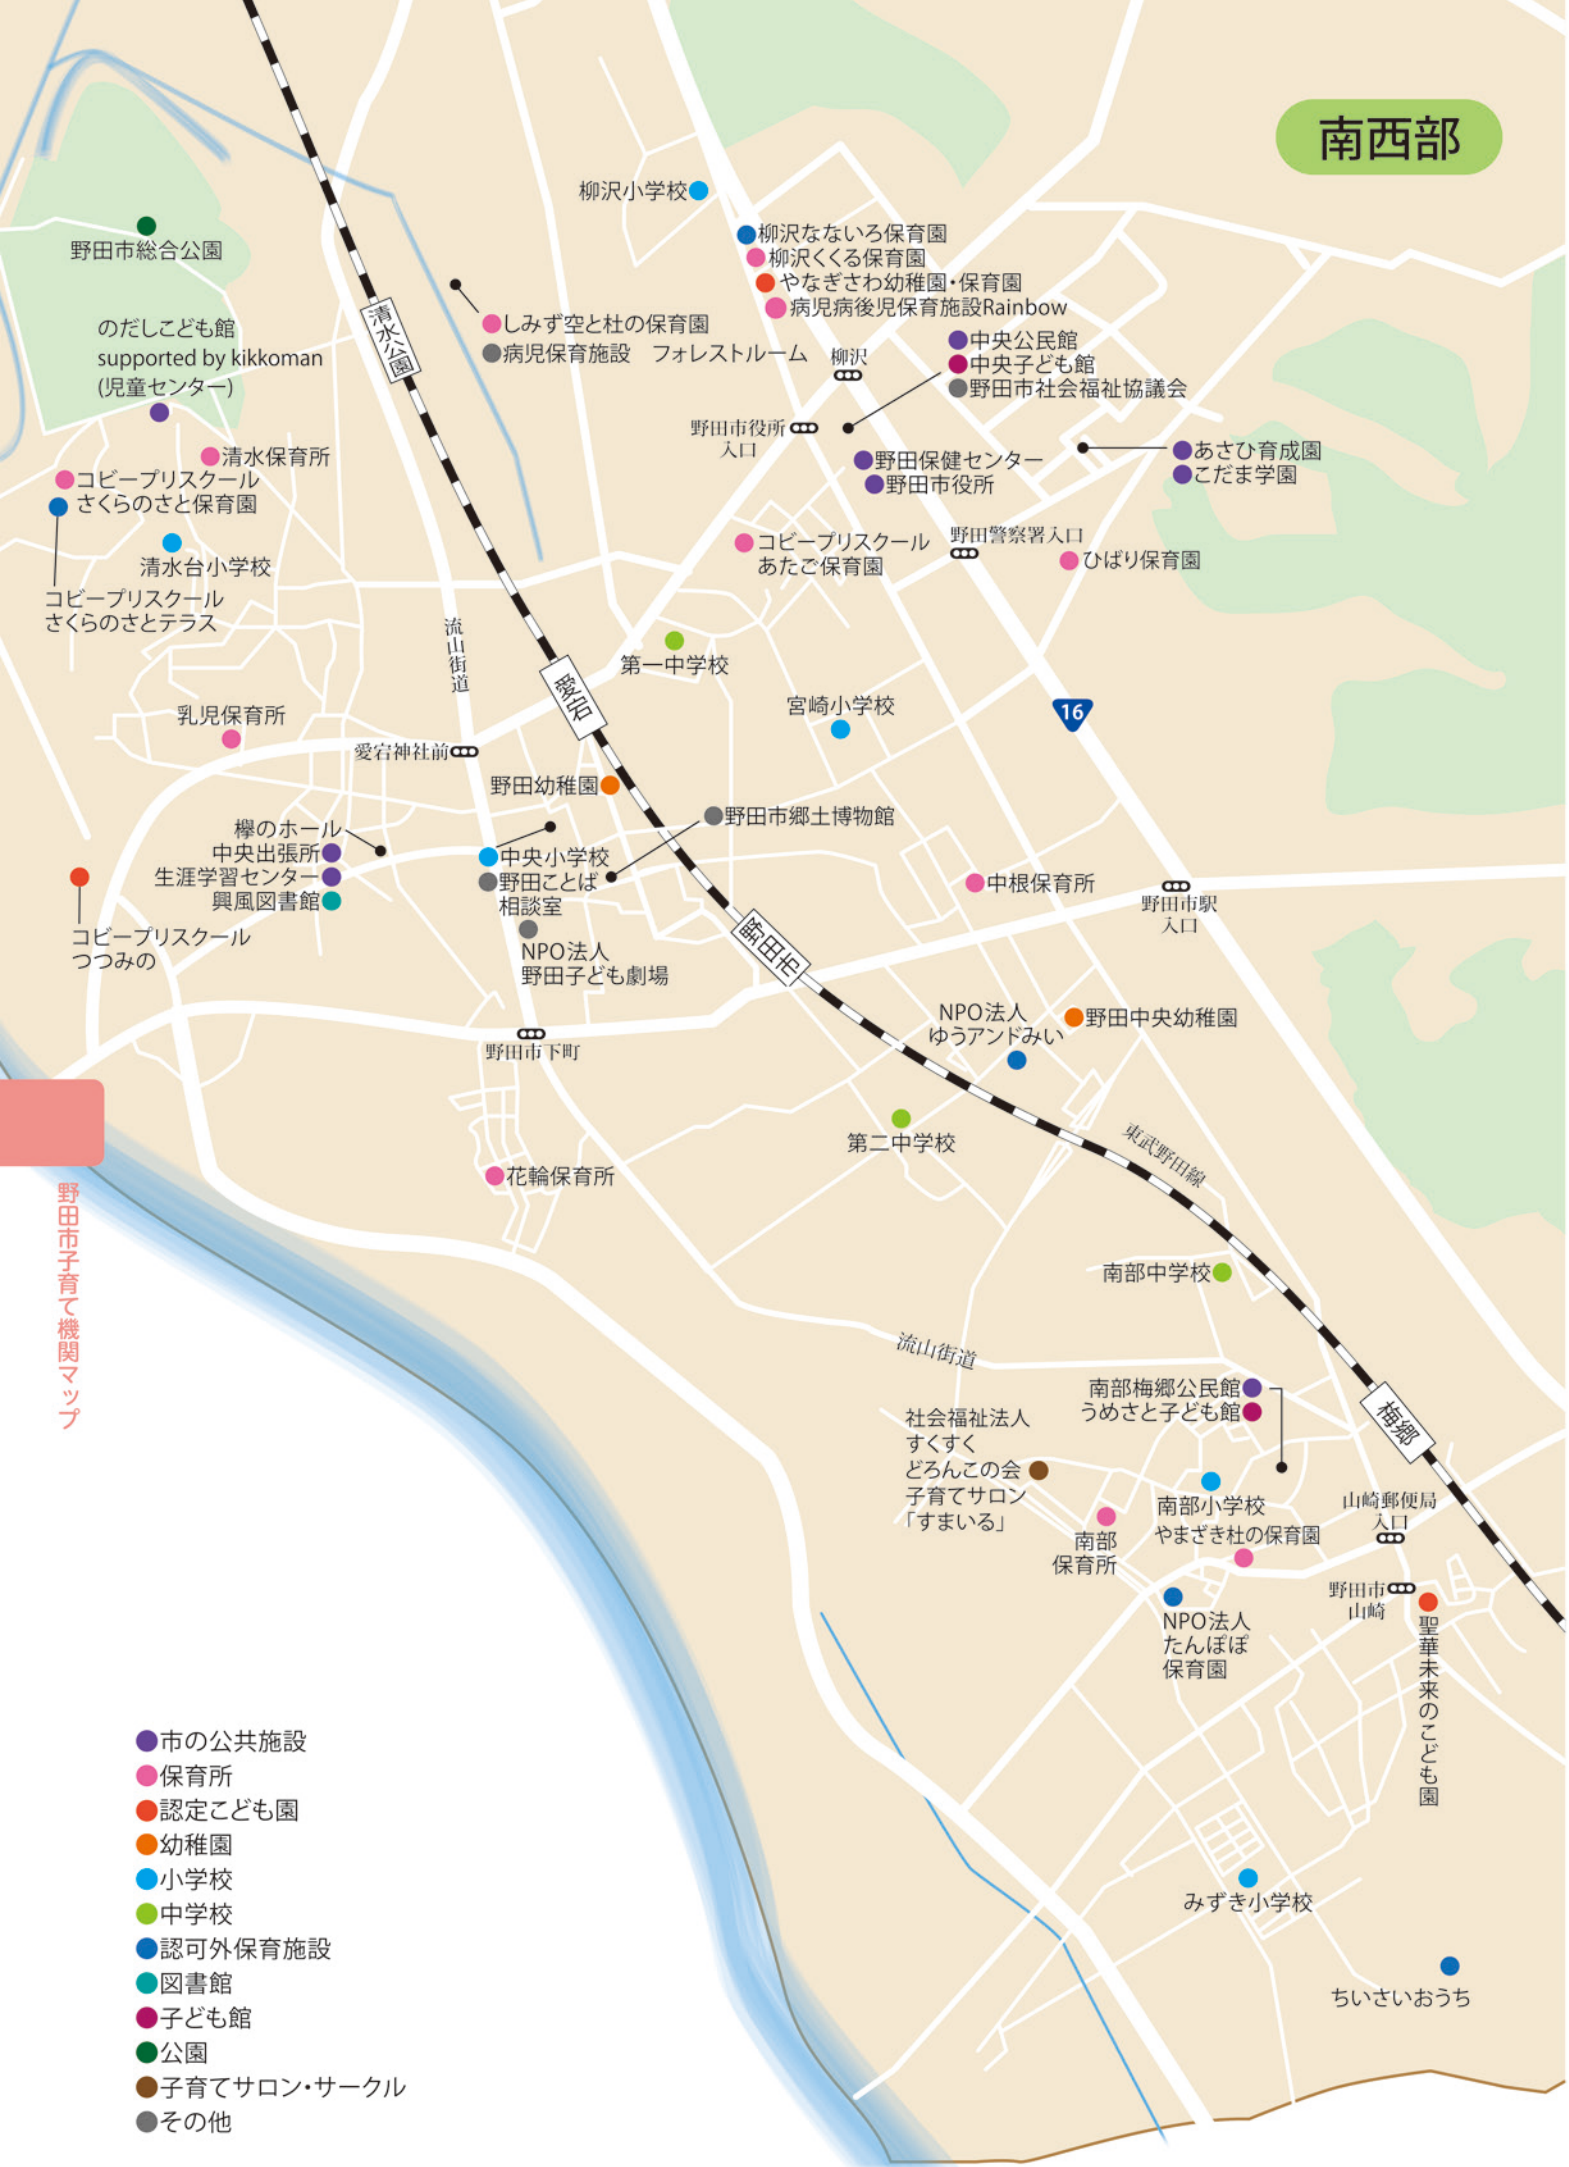 南西部
柳沢小学校
柳沢なないろ保育園
柳沢くくる保育園
やなぎさわ幼稚園・保育園
病児病後児保育施設Rainbow
野田市総合公園
清水公園
のだしこども館
supported by kikkoman
(児童センター)
しみず空と杜の保育園
病児保育施設　フォレストルーム
柳沢
中央公民館
中央子ども館
野田市社会福祉協議会
野田市役所
入口
野田保健センター
野田市役所
あさひ育成園
こだま学園
清水保育所
コビープリスクール
さくらのさと保育園
清水台小学校
コビープリスクール
さくらのさとテラス
コビープリスクール
あたご保育園
野田警察署入口
ひばり保育園
流山街道
第一中学校
愛宕
宮崎小学校
16
乳児保育所
愛宕神社前
野田幼稚園
野田市郷土博物館
欅のホール
中央出張所
生涯学習センター
興風図書館
中央小学校
野田ことば
相談室
NPO法人
野田子ども劇場
コビープリスクール
つつみの
中根保育所
野田市駅
入口
野田市
野田市下町
NPO法人
ゆうアンドみい
野田中央幼稚園
第二中学校
東武野田線
花輪保育所
野田市子育て機関マップ
南部中学校
流山街道
南部梅郷公民館
うめさと子ども館
梅郷
社会福祉法人
すくすく
どろんこの会
子育てサロン
「すまいる」
南部小学校
やまざき杜の保育園
南部
保育所
山崎郵便局
入口
野田市
山崎
NPO法人
たんぽぽ
保育園
聖華未来のこども園
みずき小学校
ちいさいおうち
市の公共施設
保育所
認定こども園
幼稚園
小学校
中学校
認可外保育施設
図書館
子ども館
公園
子育てサロン・サークル
その他